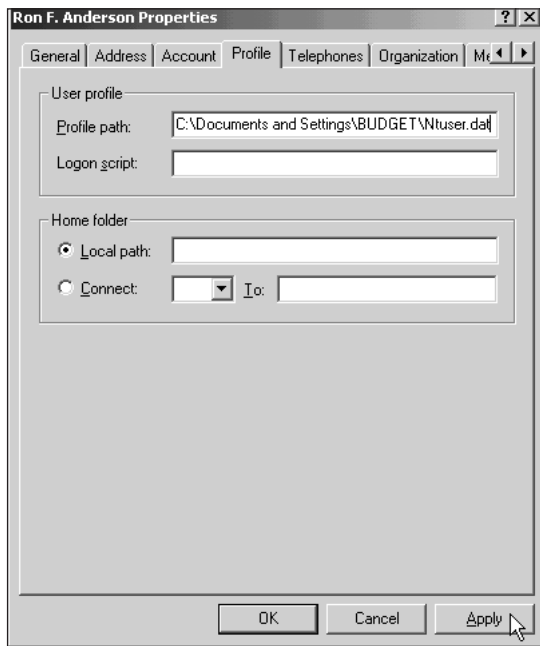 Ron F. Anderson Properties
General Address Account Profile Telephones Organization
User profile
Profile path: C:\Documents and Settings\BUDGET\Ntuser.dat
Logon script:
Home folder
Local path:
Connect: To:
OK Cancel Apply